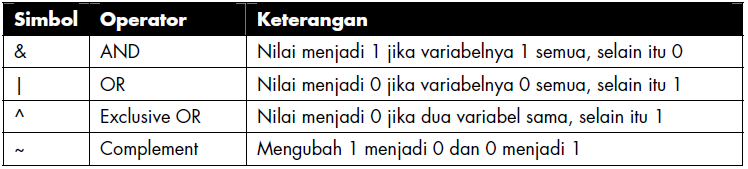 Simbol Operator Keterangan
& AND Nilai menjadi 1 jika variabelnya 1 semua, selain itu 0
| OR Nilai menjadi 0 jika variabelnya 0 semua, selain itu 1
^ Exclusive OR Nilai menjadi 0 jika dua variabel sama, selain itu 1
~ Complement Mengubah 1 menjadi 0 dan 0 menjadi 1